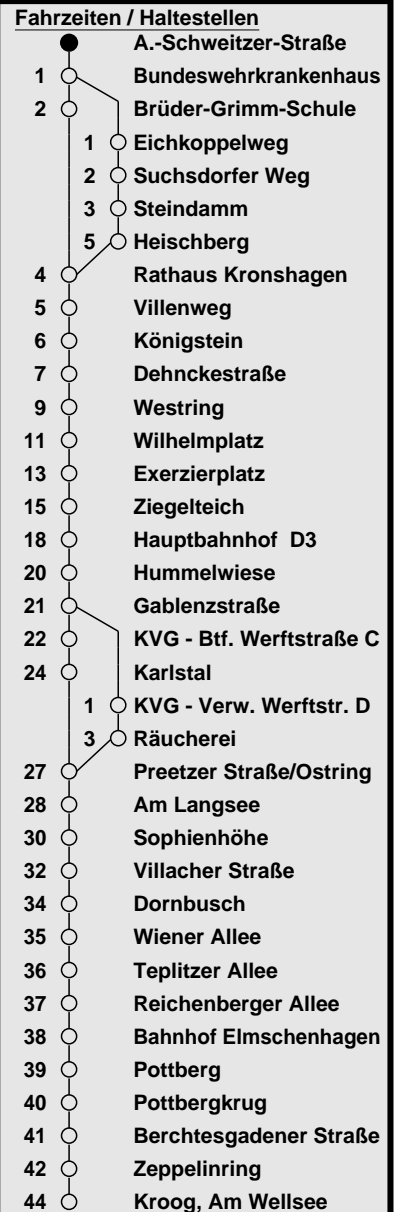 Fahrzeiten / Haltestellen
A.-Schweitzer-Straße
1 Bundeswehrkrankenhaus
2 Brüder-Grimm-Schule
1 Eichkoppelweg
2 Suchsdorfer Weg
3 Steindamm
5 Heischberg
4 Rathaus Kronshagen
5 Villenweg
6 Königstein
7 Dehnckestraße
9 Westring
11 Wilhelmplatz
13 Exerzierplatz
15 Ziegelteich
18 Hauptbahnhof D3
20 Hummelwiese
21 Gablenzstraße
22 KVG - Btf. Werftstraße C
24 Karlstal
1 KVG - Verw. Werftstr. D
3 Räucherei
27 Preetzer Straße/Ostring
28 Am Langsee
30 Sophienhöhe
32 Villacher Straße
34 Dornbusch
35 Wiener Allee
36 Teplitzer Allee
37 Reichenberger Allee
38 Bahnhof Elmschenhagen
39 Pottberg
40 Pottbergkrug
41 Berchtesgadener Straße
42 Zeppelinring
44 Kroog, Am Wellsee